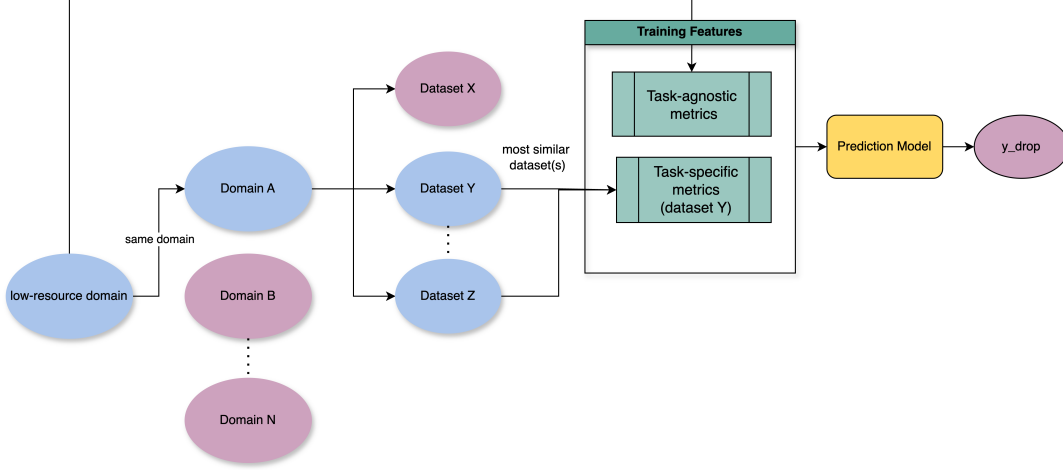 Training Features
Dataset X
Task-agnostic
metrics
most similar
dataset(s)
Prediction Model
y_drop
Domain A
Dataset Y
Task-specific
metrics
(dataset Y)
same domain
low-resource domain
Domain B
Dataset Z
Domain N